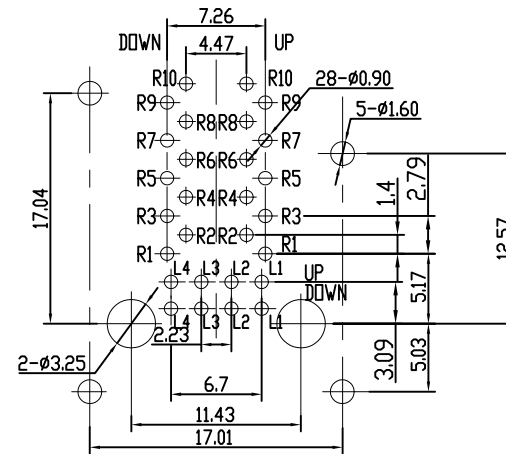 7.26
DOWN UP
4.47
R10 R10
28-ø0.90
R9 R9
5-ø1.60
R8 R8
R7 R7
R6 R6
2.79
R5 R5
1.4
R4 R4
17.04
R3 R3
12.57
R2 R2
R1 R1
L4 L3 L2 L1
UP
DOWN
5.17
L4 L3 L2 L1
2.23
3.09
5.03
2-ø3.25
6.7
11.43
17.01